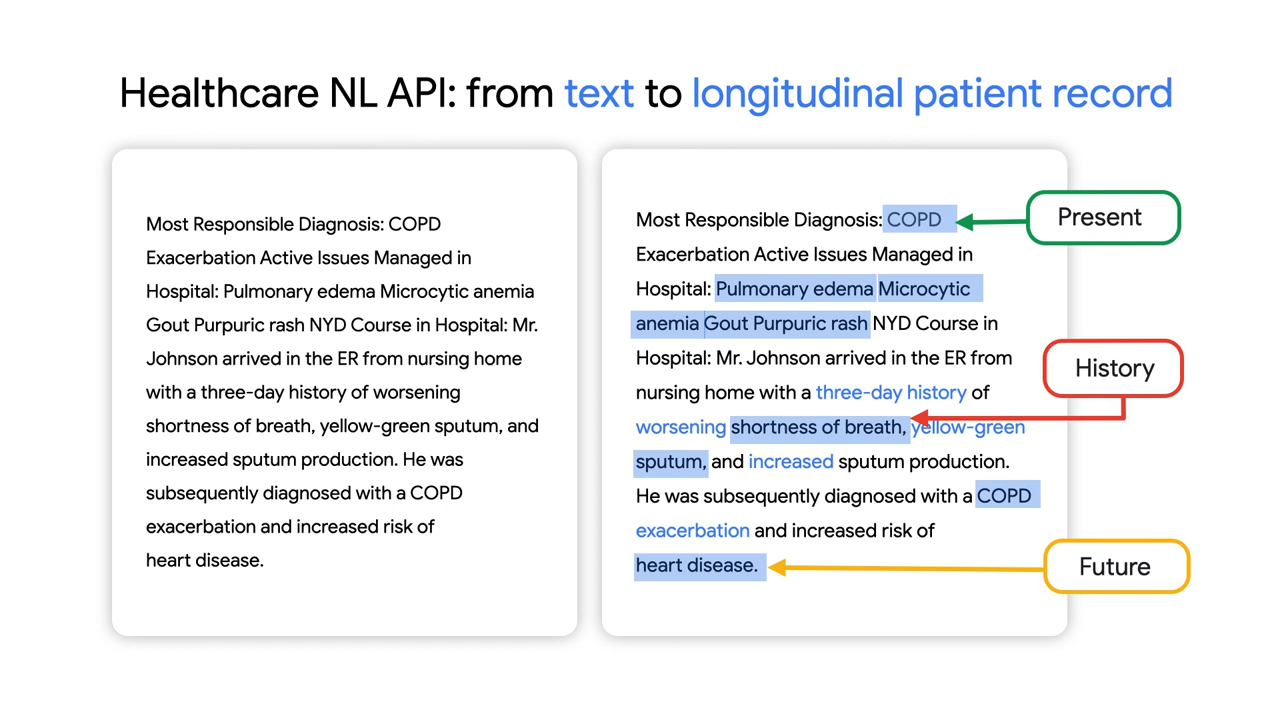 Healthcare NL API: from text to longitudinal patient record
Most Responsible Diagnosis: COPD
Exacerbation Active Issues Managed in
Hospital: Pulmonary edema Microcytic anemia
Gout Purpuric rash NYD Course in Hospital: Mr.
Johnson arrived in the ER from nursing home
with a three-day history of worsening
shortness of breath, yellow-green sputum, and
increased sputum production. He was
subsequently diagnosed with a COPD
exacerbation and increased risk of
heart disease.
Most Responsible Diagnosis: COPD
Exacerbation Active Issues Managed in
Hospital: Pulmonary edema Microcytic
anemia Gout Purpuric rash NYD Course in
Hospital: Mr. Johnson arrived in the ER from
nursing home with a three-day history of
worsening shortness of breath, yellow-green
sputum, and increased sputum production.
He was subsequently diagnosed with a COPD
exacerbation and increased risk of
heart disease.
Present
History
Future